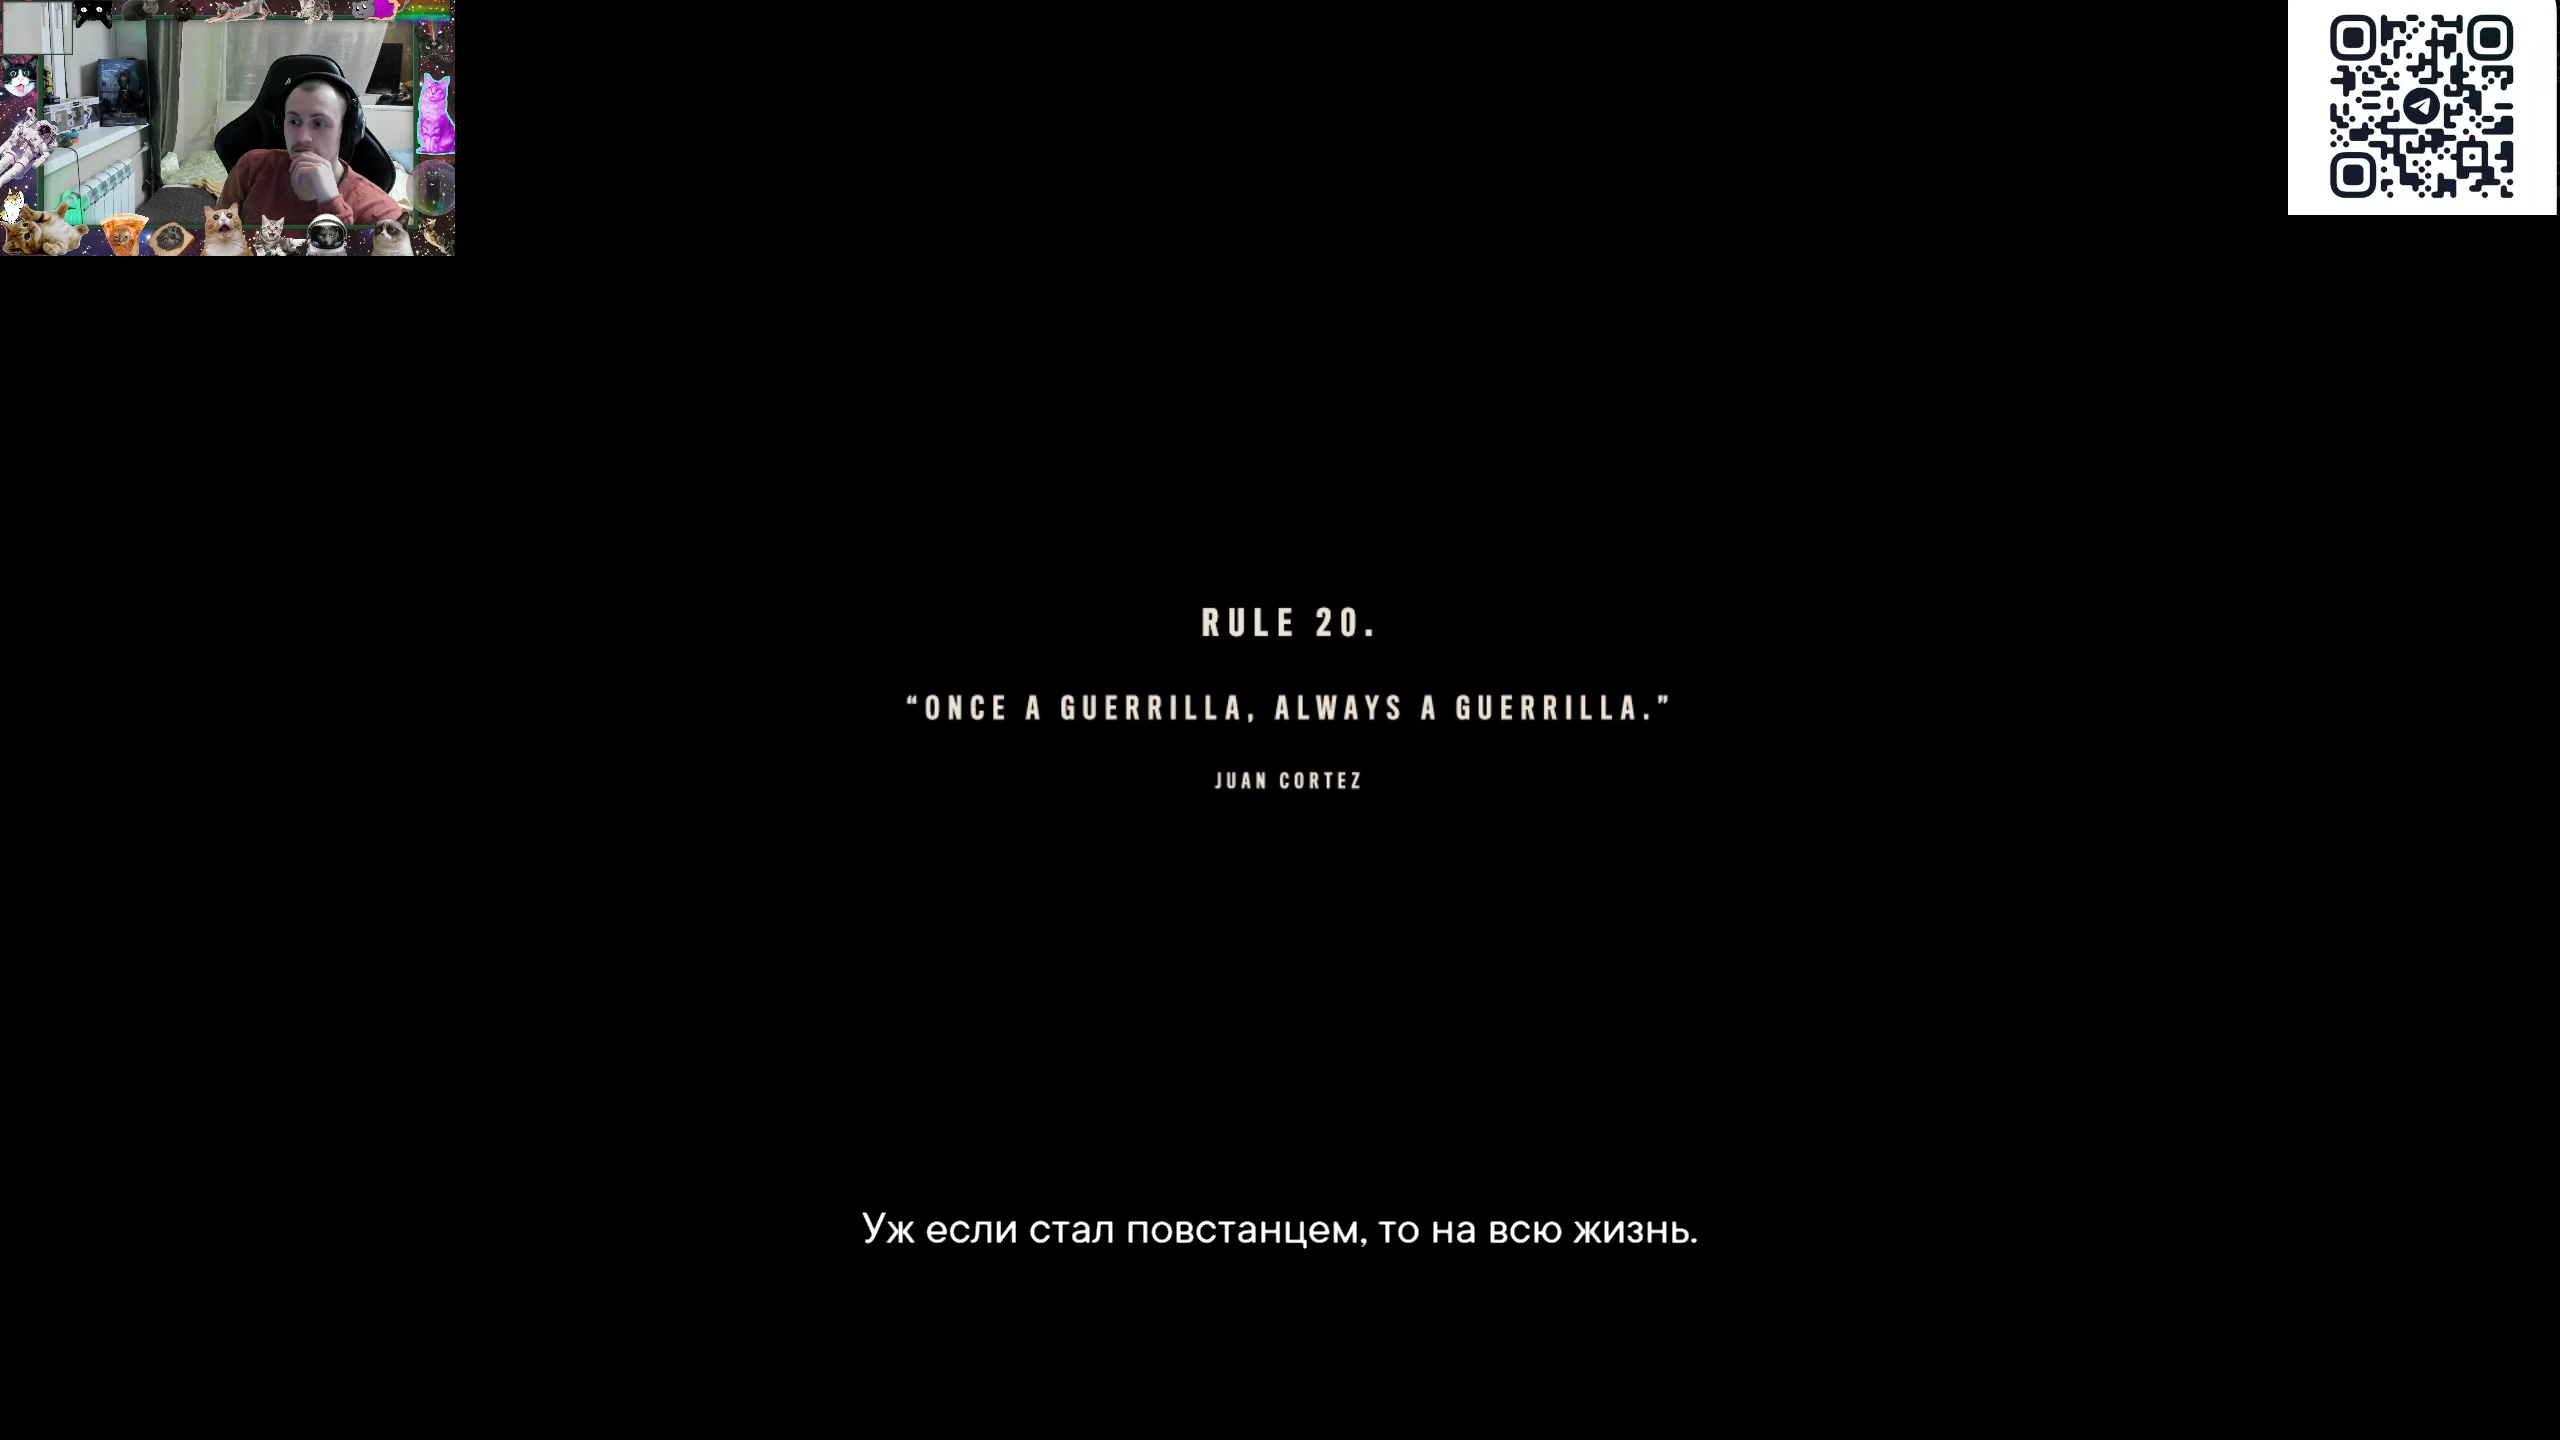 RULE 20.
“ONCE A GUERRILLA, ALWAYS A GUERRILLA.”
JUAN CORTEZ
Уж если стал повстанцем, то на всю жизнь.